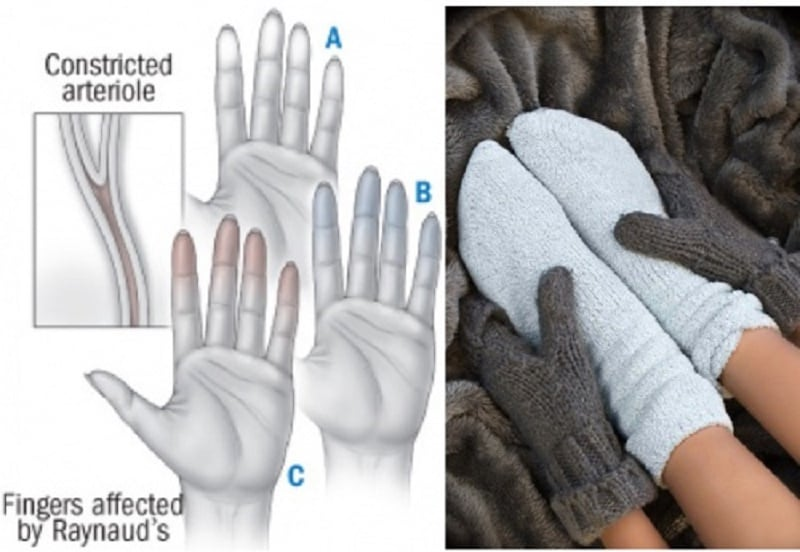 Constricted
arteriole
A
B
C
Fingers affected
by Raynaud's